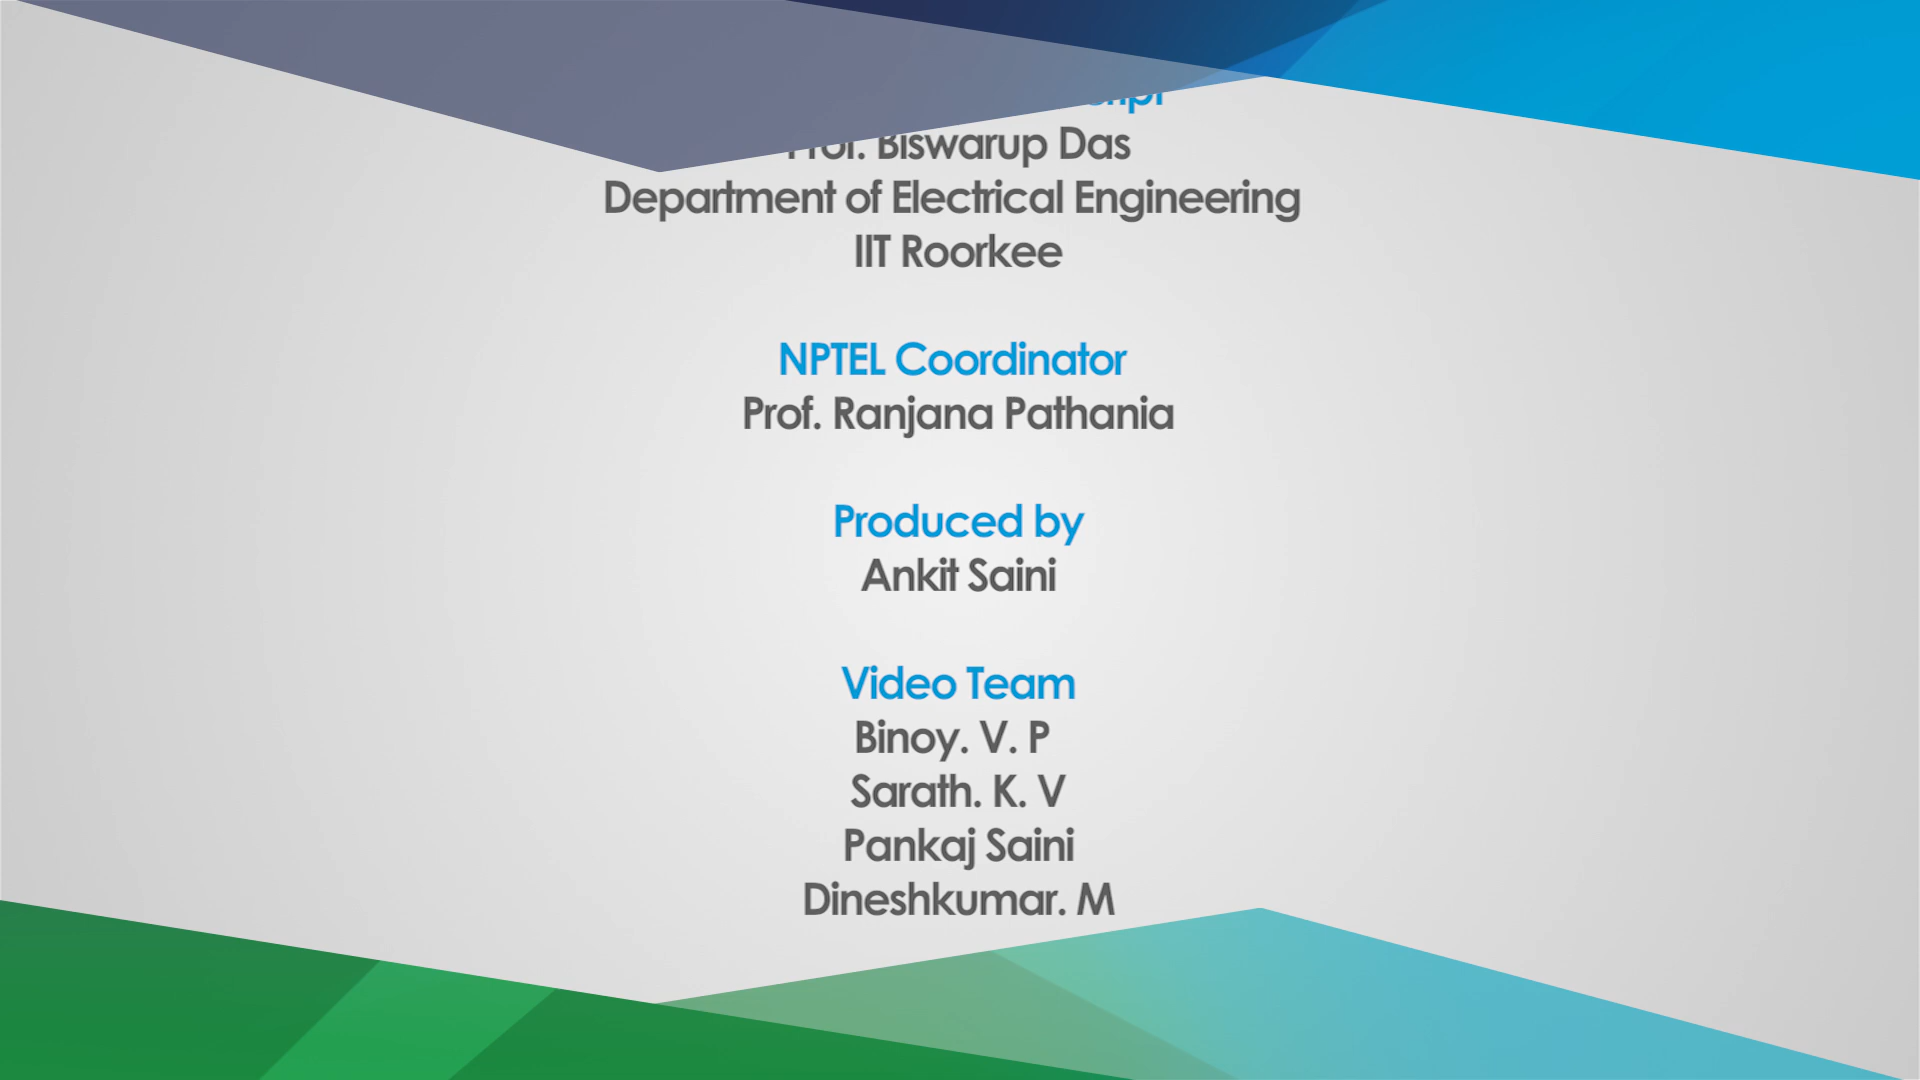 Prof. Biswarup Das
Department of Electrical Engineering
IIT Roorkee
NPTEL Coordinator
Prof. Ranjana Pathania
Produced by
Ankit Saini
Video Team
Binoy. V. P
Sarath. K. V
Pankaj Saini
Dineshkumar. M